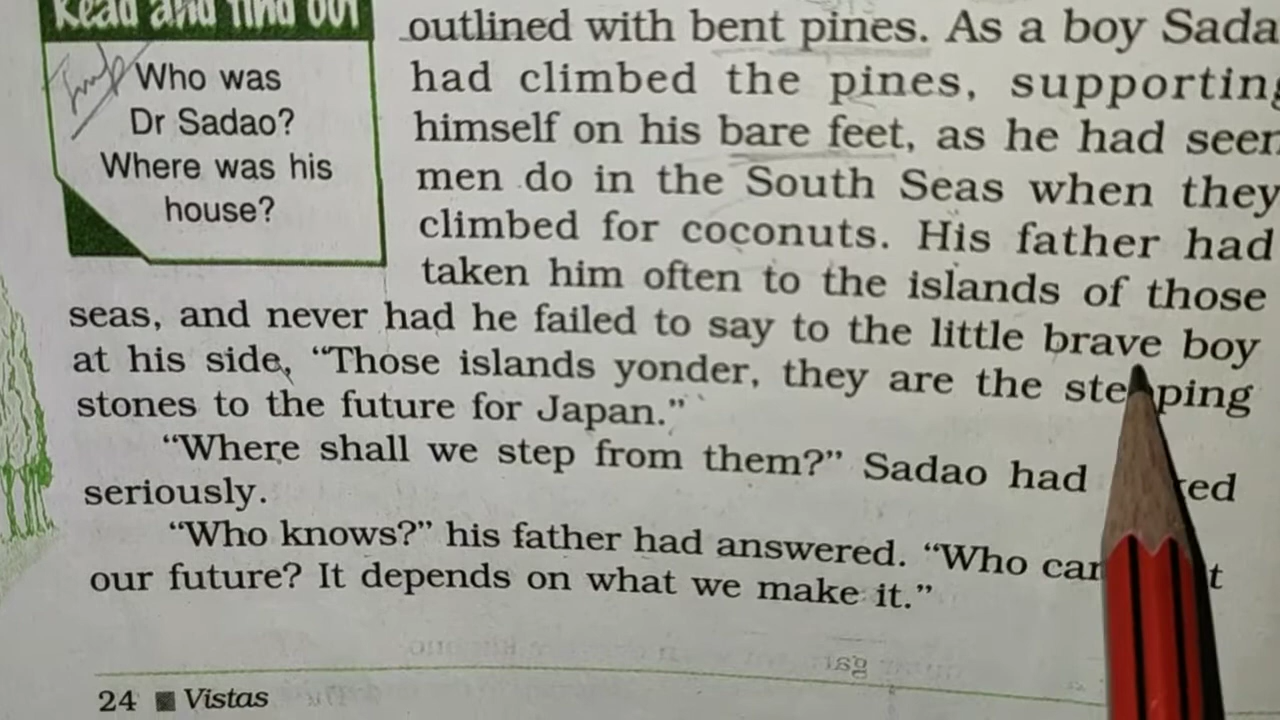 Read and find out
Who was
Dr Sadao?
Where was his
house?
Imp
outlined with bent pines. As a boy Sada
had climbed the pines, supporting
himself on his bare feet, as he had seen
men do in the South Seas when they
climbed for coconuts. His father had
taken him often to the islands of those
seas, and never had he failed to say to the little brave boy
at his side, “Those islands yonder, they are the stepping
stones to the future for Japan.”
“Where shall we step from them?” Sadao had
seriously.
“Who knows?” his father had answered. “Who can
our future? It depends on what we make it.”
24 ■ Vistas